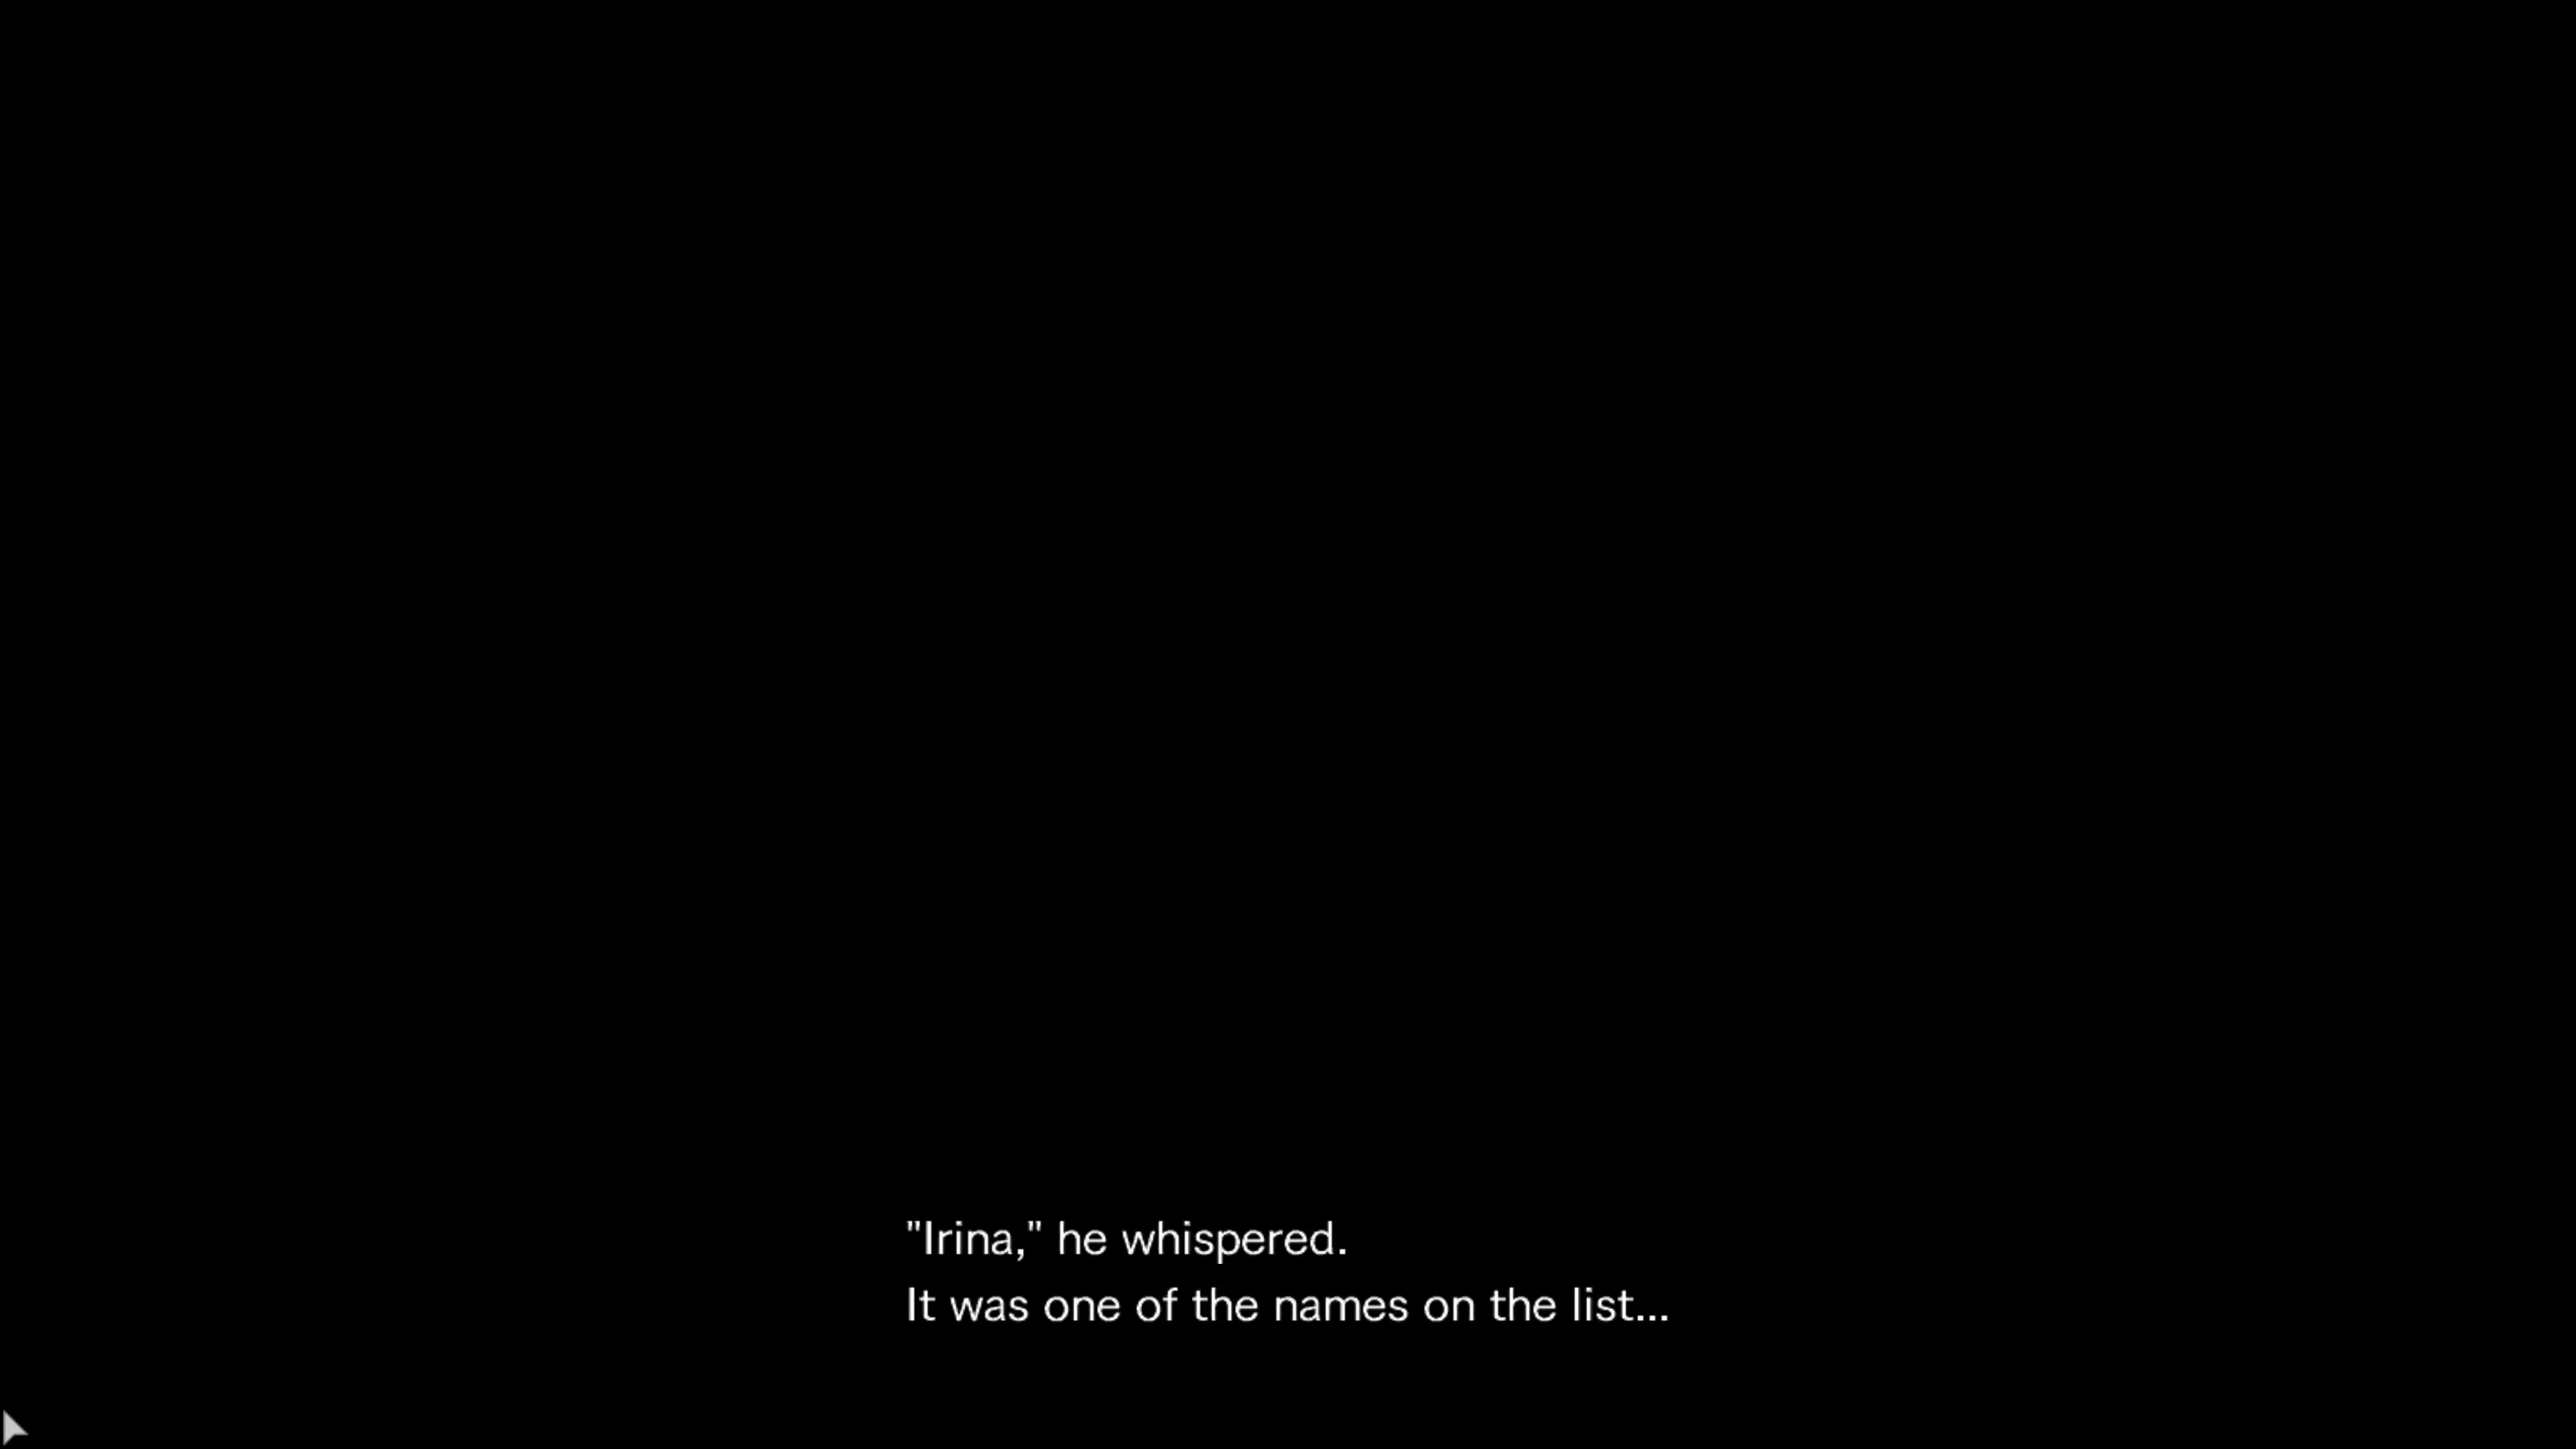 "Irina," he whispered.
It was one of the names on the list...